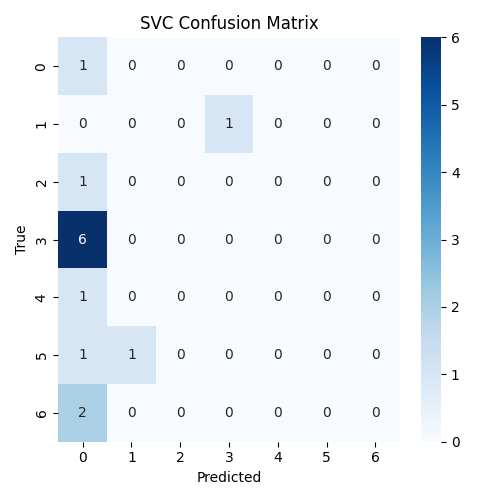 SVC Confusion Matrix
0 1 0 0 0 0 0 0
1 0 0 0 1 0 0 0
2 1 0 0 0 0 0 0
3 6 0 0 0 0 0 0
4 1 0 0 0 0 0 0
5 1 1 0 0 0 0 0
6 2 0 0 0 0 0 0
0 1 2 3 4 5 6
True
Predicted
6
5
4
3
2
1
0